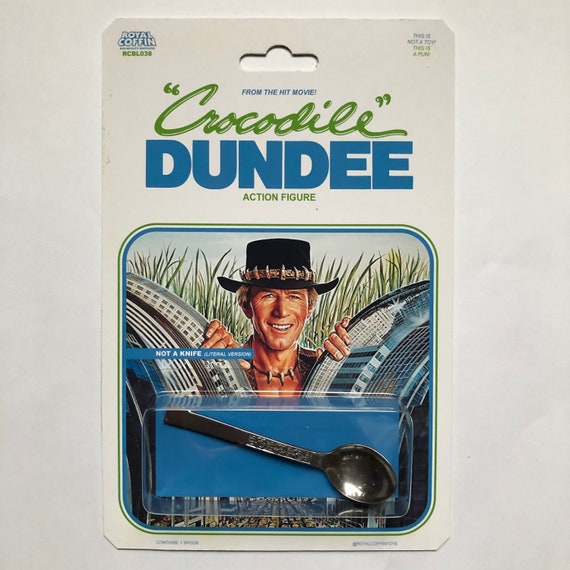 ROYAL
COFFIN
RCBL038
THIS IS
NOT A TOY!
THIS IS
A PUN!
FROM THE HIT MOVIE!
"Crocodile"
DUNDEE
ACTION FIGURE
NOT A KNIFE (LITERAL VERSION)
CONTAINS 1 SPOON
@ROYALCOFFINTOYS